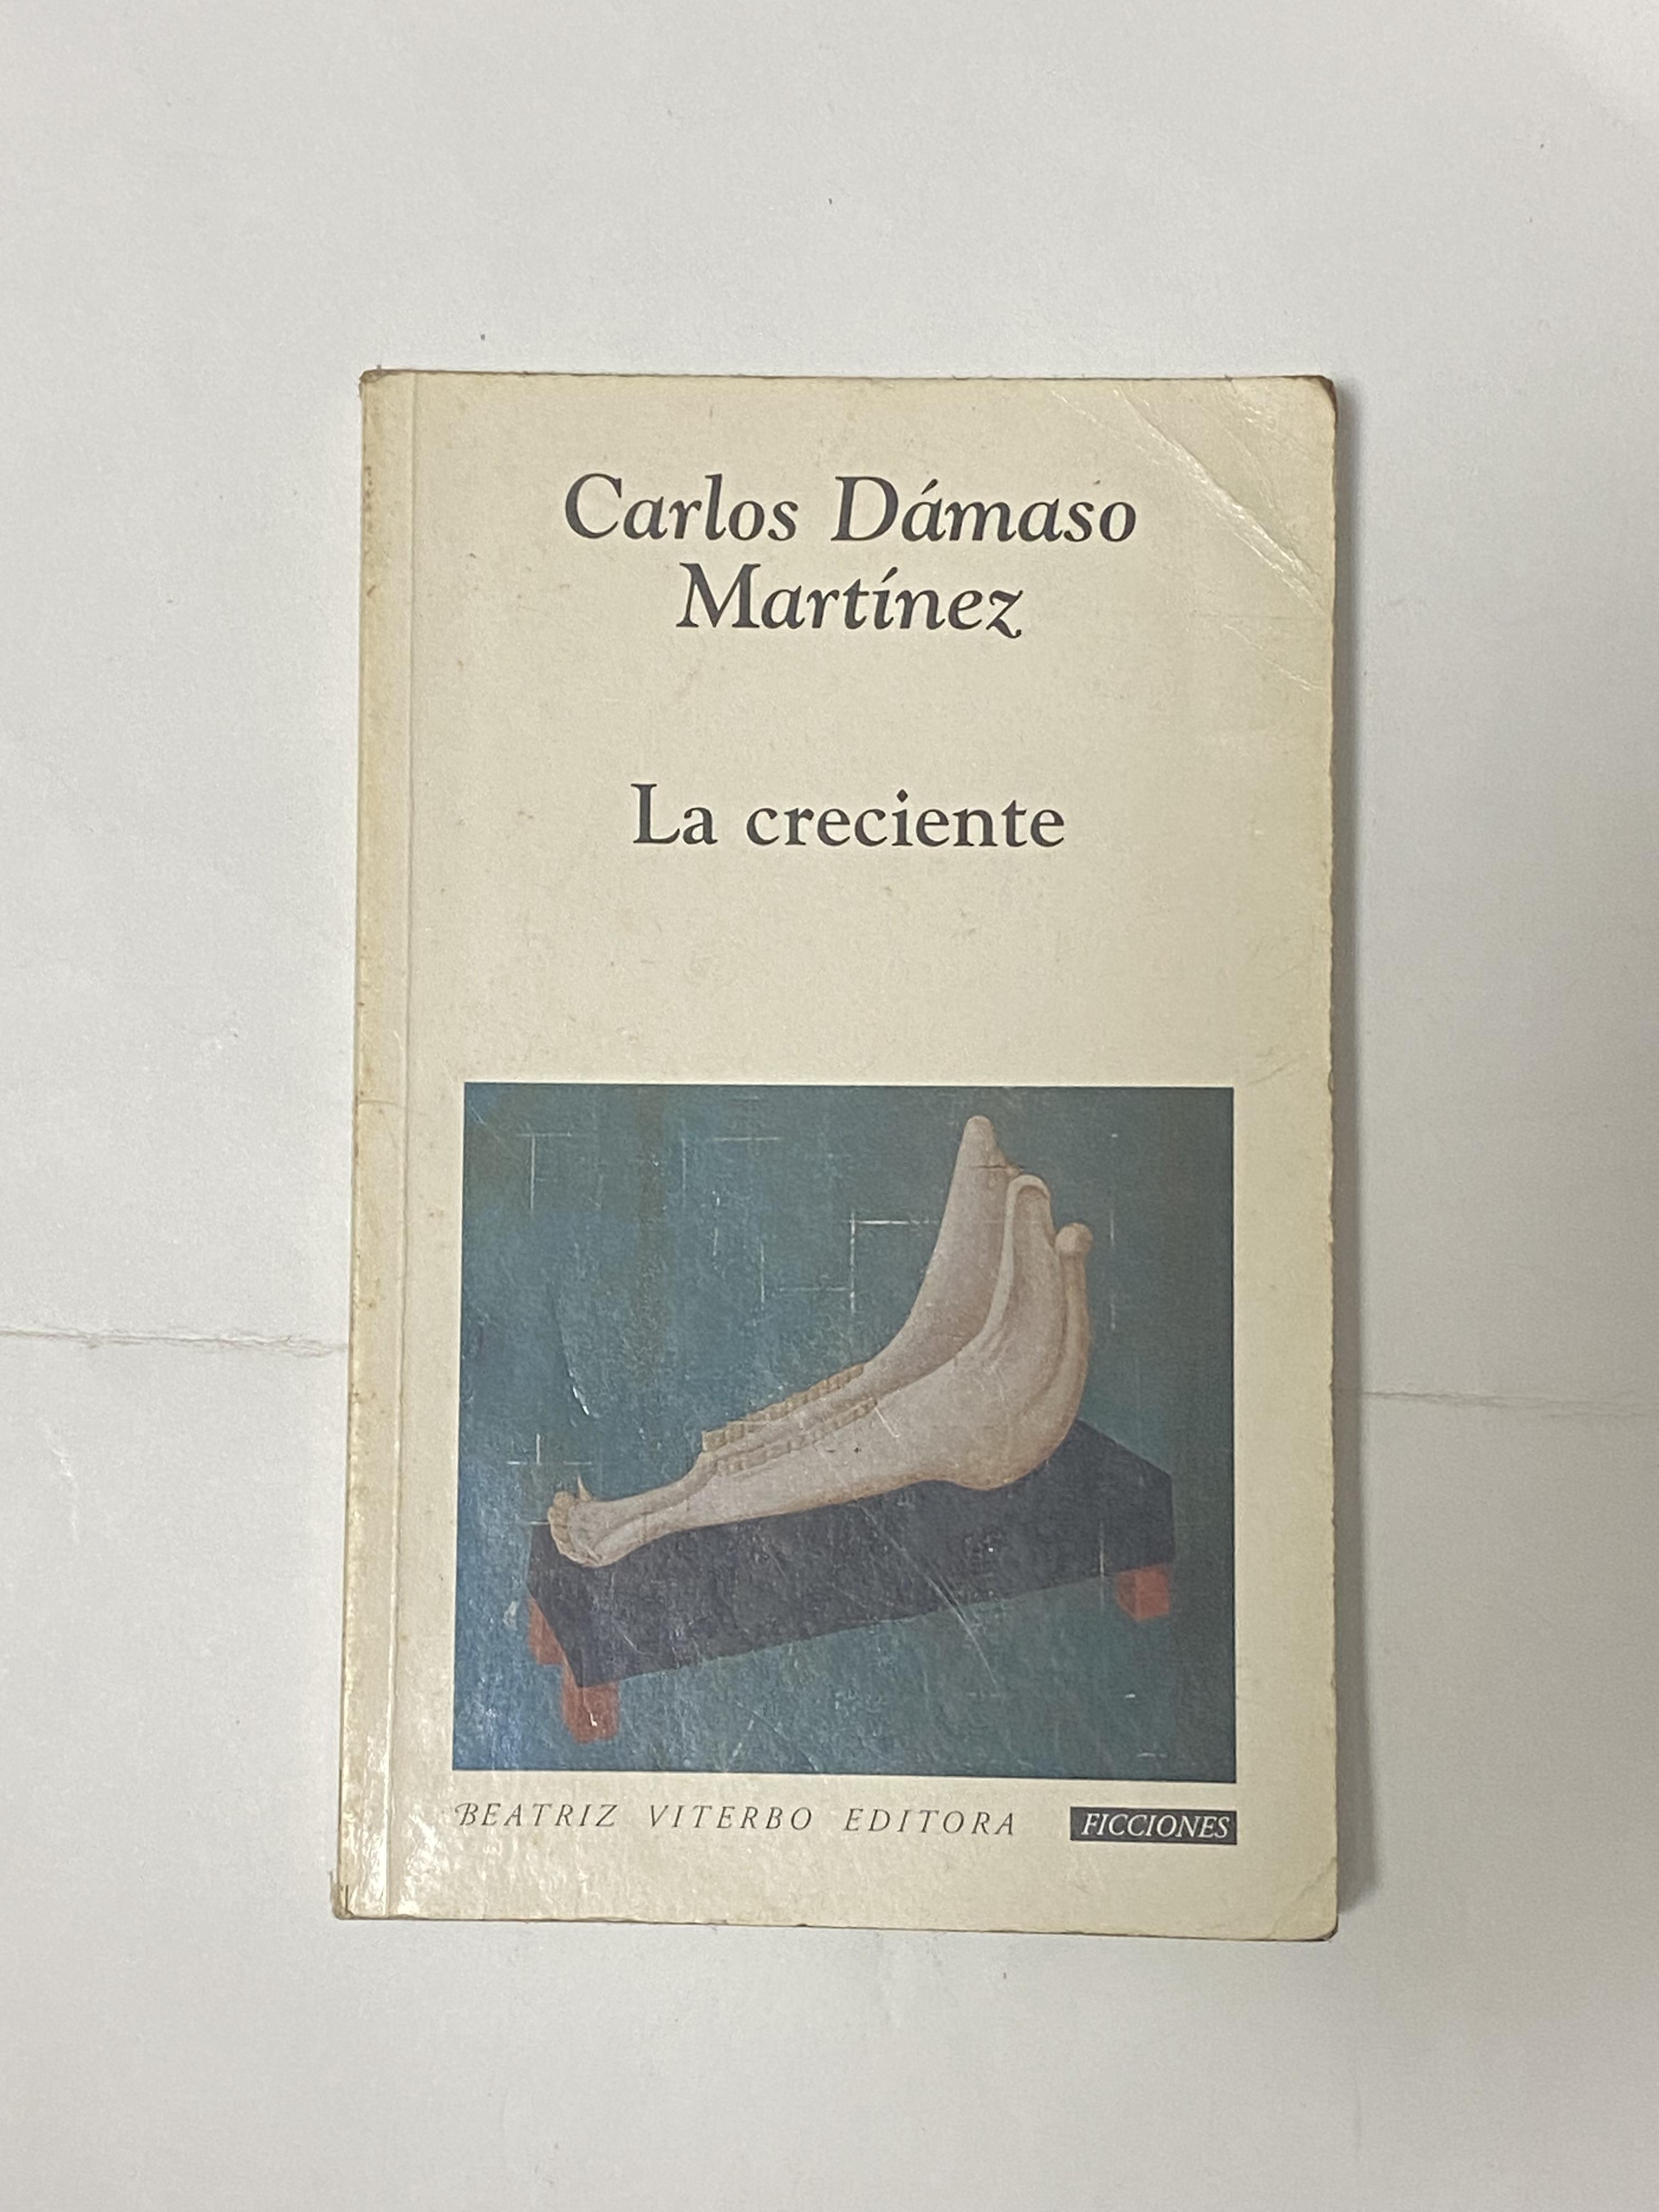 Carlos Dámaso
Martínez
La creciente
BEATRIZ VITERBO EDITORA FICCIONES